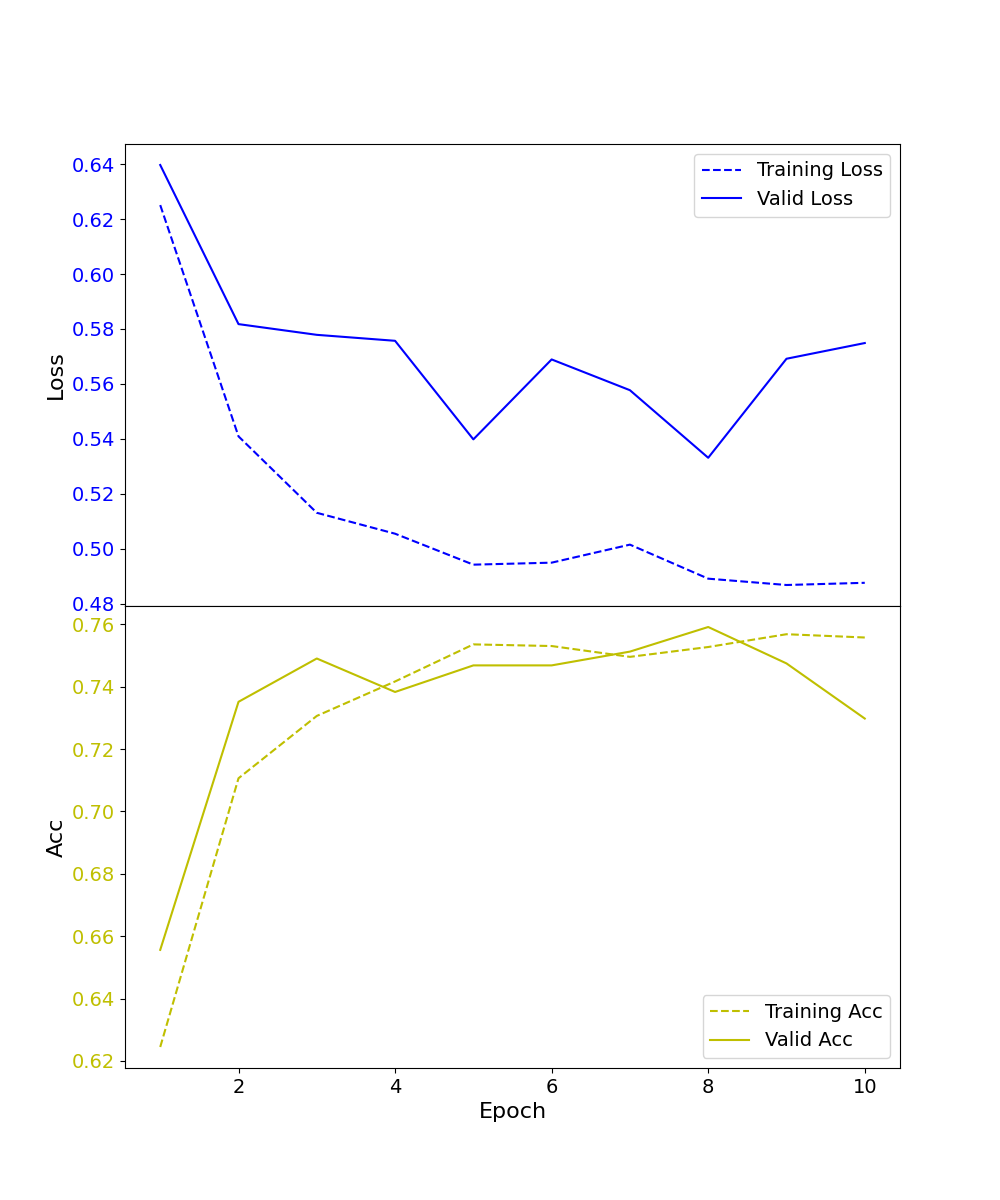 0.64
Training Loss
Valid Loss
0.62
0.60
0.58
0.56
Loss
0.54
0.52
0.50
0.48
0.76
0.74
0.72
0.70
Acc
0.68
0.66
0.64
Training Acc
Valid Acc
0.62
2 4 6 8 10
Epoch